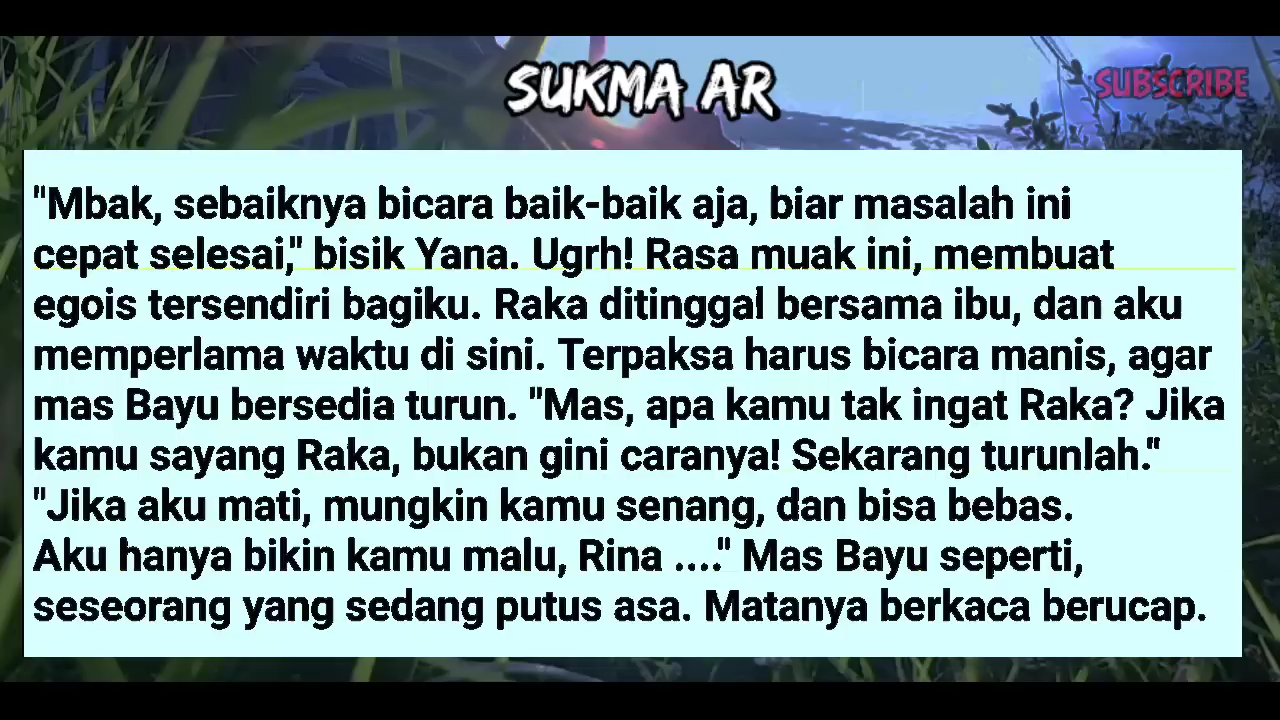 SUKMA AR
SUBSCRIBE
"Mbak, sebaiknya bicara baik-baik aja, biar masalah ini
cepat selesai," bisik Yana. Ugrh! Rasa muak ini, membuat
egois tersendiri bagiku. Raka ditinggal bersama ibu, dan aku
memperlama waktu di sini. Terpaksa harus bicara manis, agar
mas Bayu bersedia turun. "Mas, apa kamu tak ingat Raka? Jika
kamu sayang Raka, bukan gini caranya! Sekarang turunlah."
"Jika aku mati, mungkin kamu senang, dan bisa bebas.
Aku hanya bikin kamu malu, Rina ...." Mas Bayu seperti,
seseorang yang sedang putus asa. Matanya berkaca berucap.